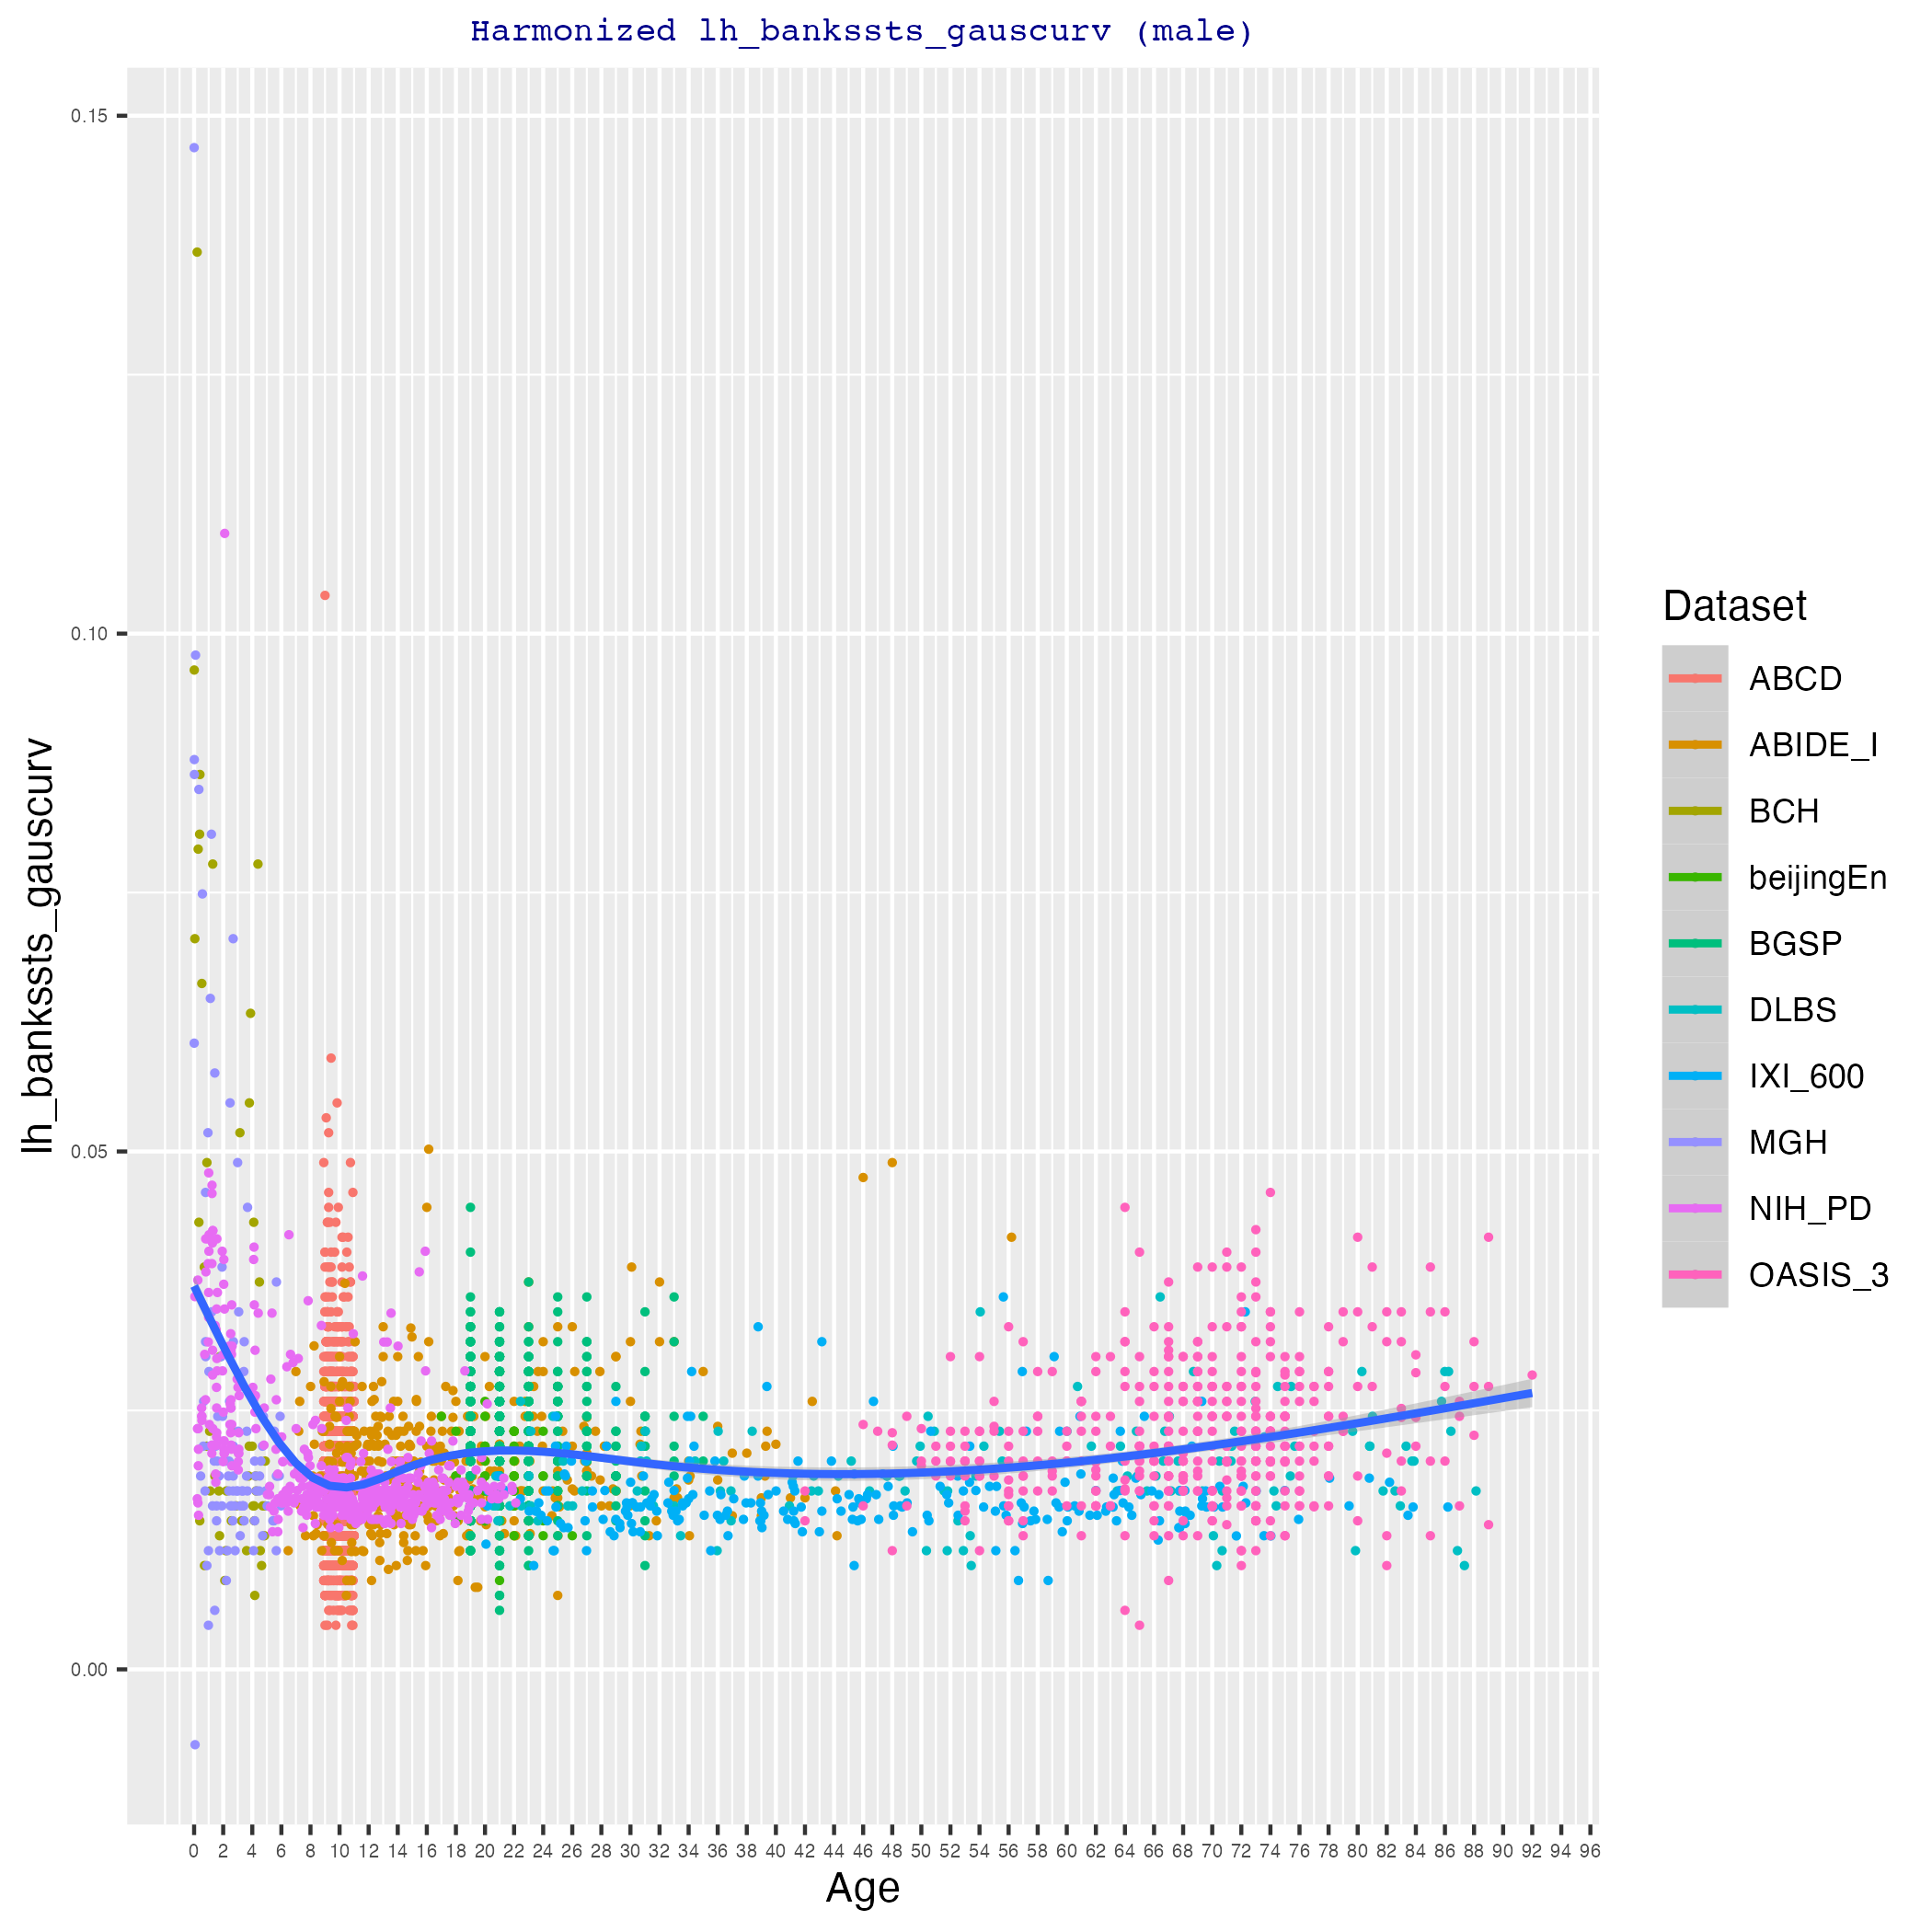 Harmonized lh_bankssts_gauscurv (male)
0.15
0.10
0.05
0.00
lh_bankssts_gauscurv
0 2 4 6 8 10 12 14 16 18 20 22 24 26 28 30 32 34 36 38 40 42 44 46 48 50 52 54 56 58 60 62 64 66 68 70 72 74 76 78 80 82 84 86 88 90 92 94 96
Age
Dataset
ABCD
ABIDE_I
BCH
beijingEn
BGSP
DLBS
IXI_600
MGH
NIH_PD
OASIS_3